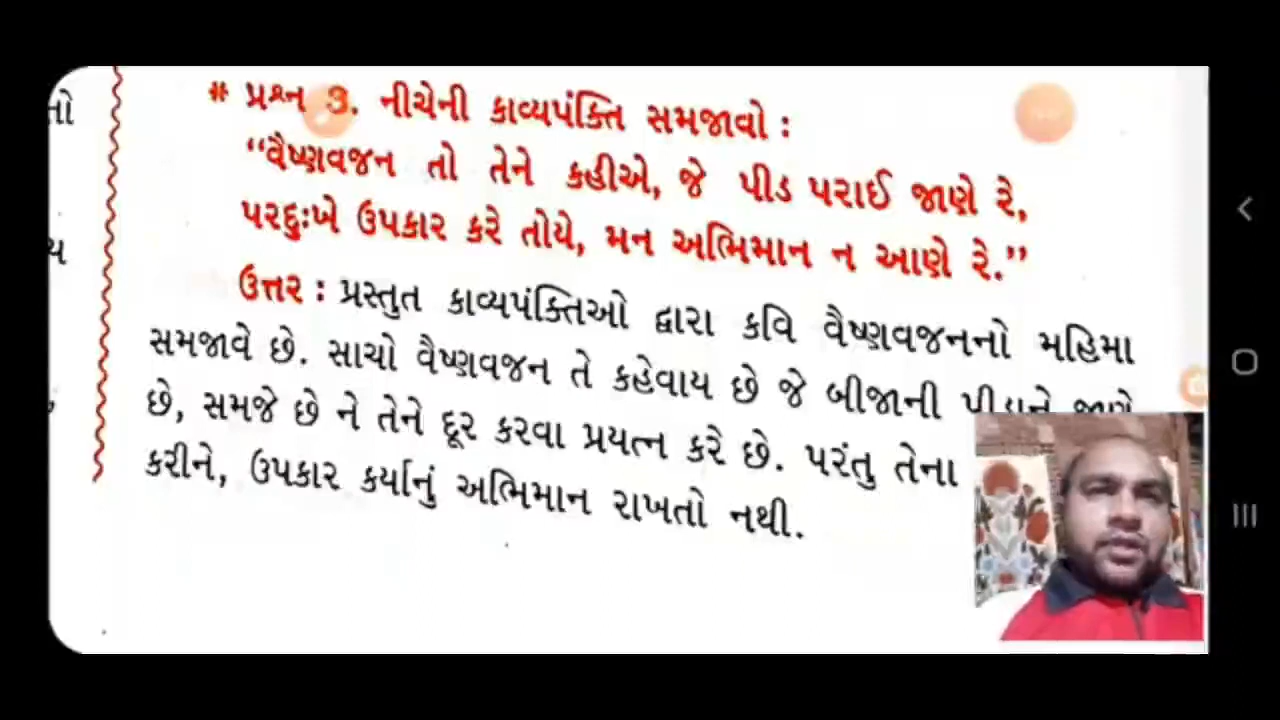 તો
# પ્રશ્ન 3. નીચેની કાવ્યપંક્તિ સમજાવો :
“વૈષ્ણવજન તો તેને કહીએ, જે પીડ પરાઈ જાણે રે,
પરદુઃખે ઉપકાર કરે તોયે, મન અભિમાન ન આણે રે.”
ય
ઉત્તર : પ્રસ્તુત કાવ્યપંક્તિઓ દ્વારા કવિ વૈષ્ણવજનનો મહિમા
સમજાવે છે. સાચો વૈષ્ણવજન તે કહેવાય છે જે બીજાની પીડાને જાણે
છે, સમજે છે ને તેને દૂર કરવા પ્રયત્ન કરે છે. પરંતુ તેના
કરીને, ઉપકાર કર્યાનું અભિમાન રાખતો નથી.